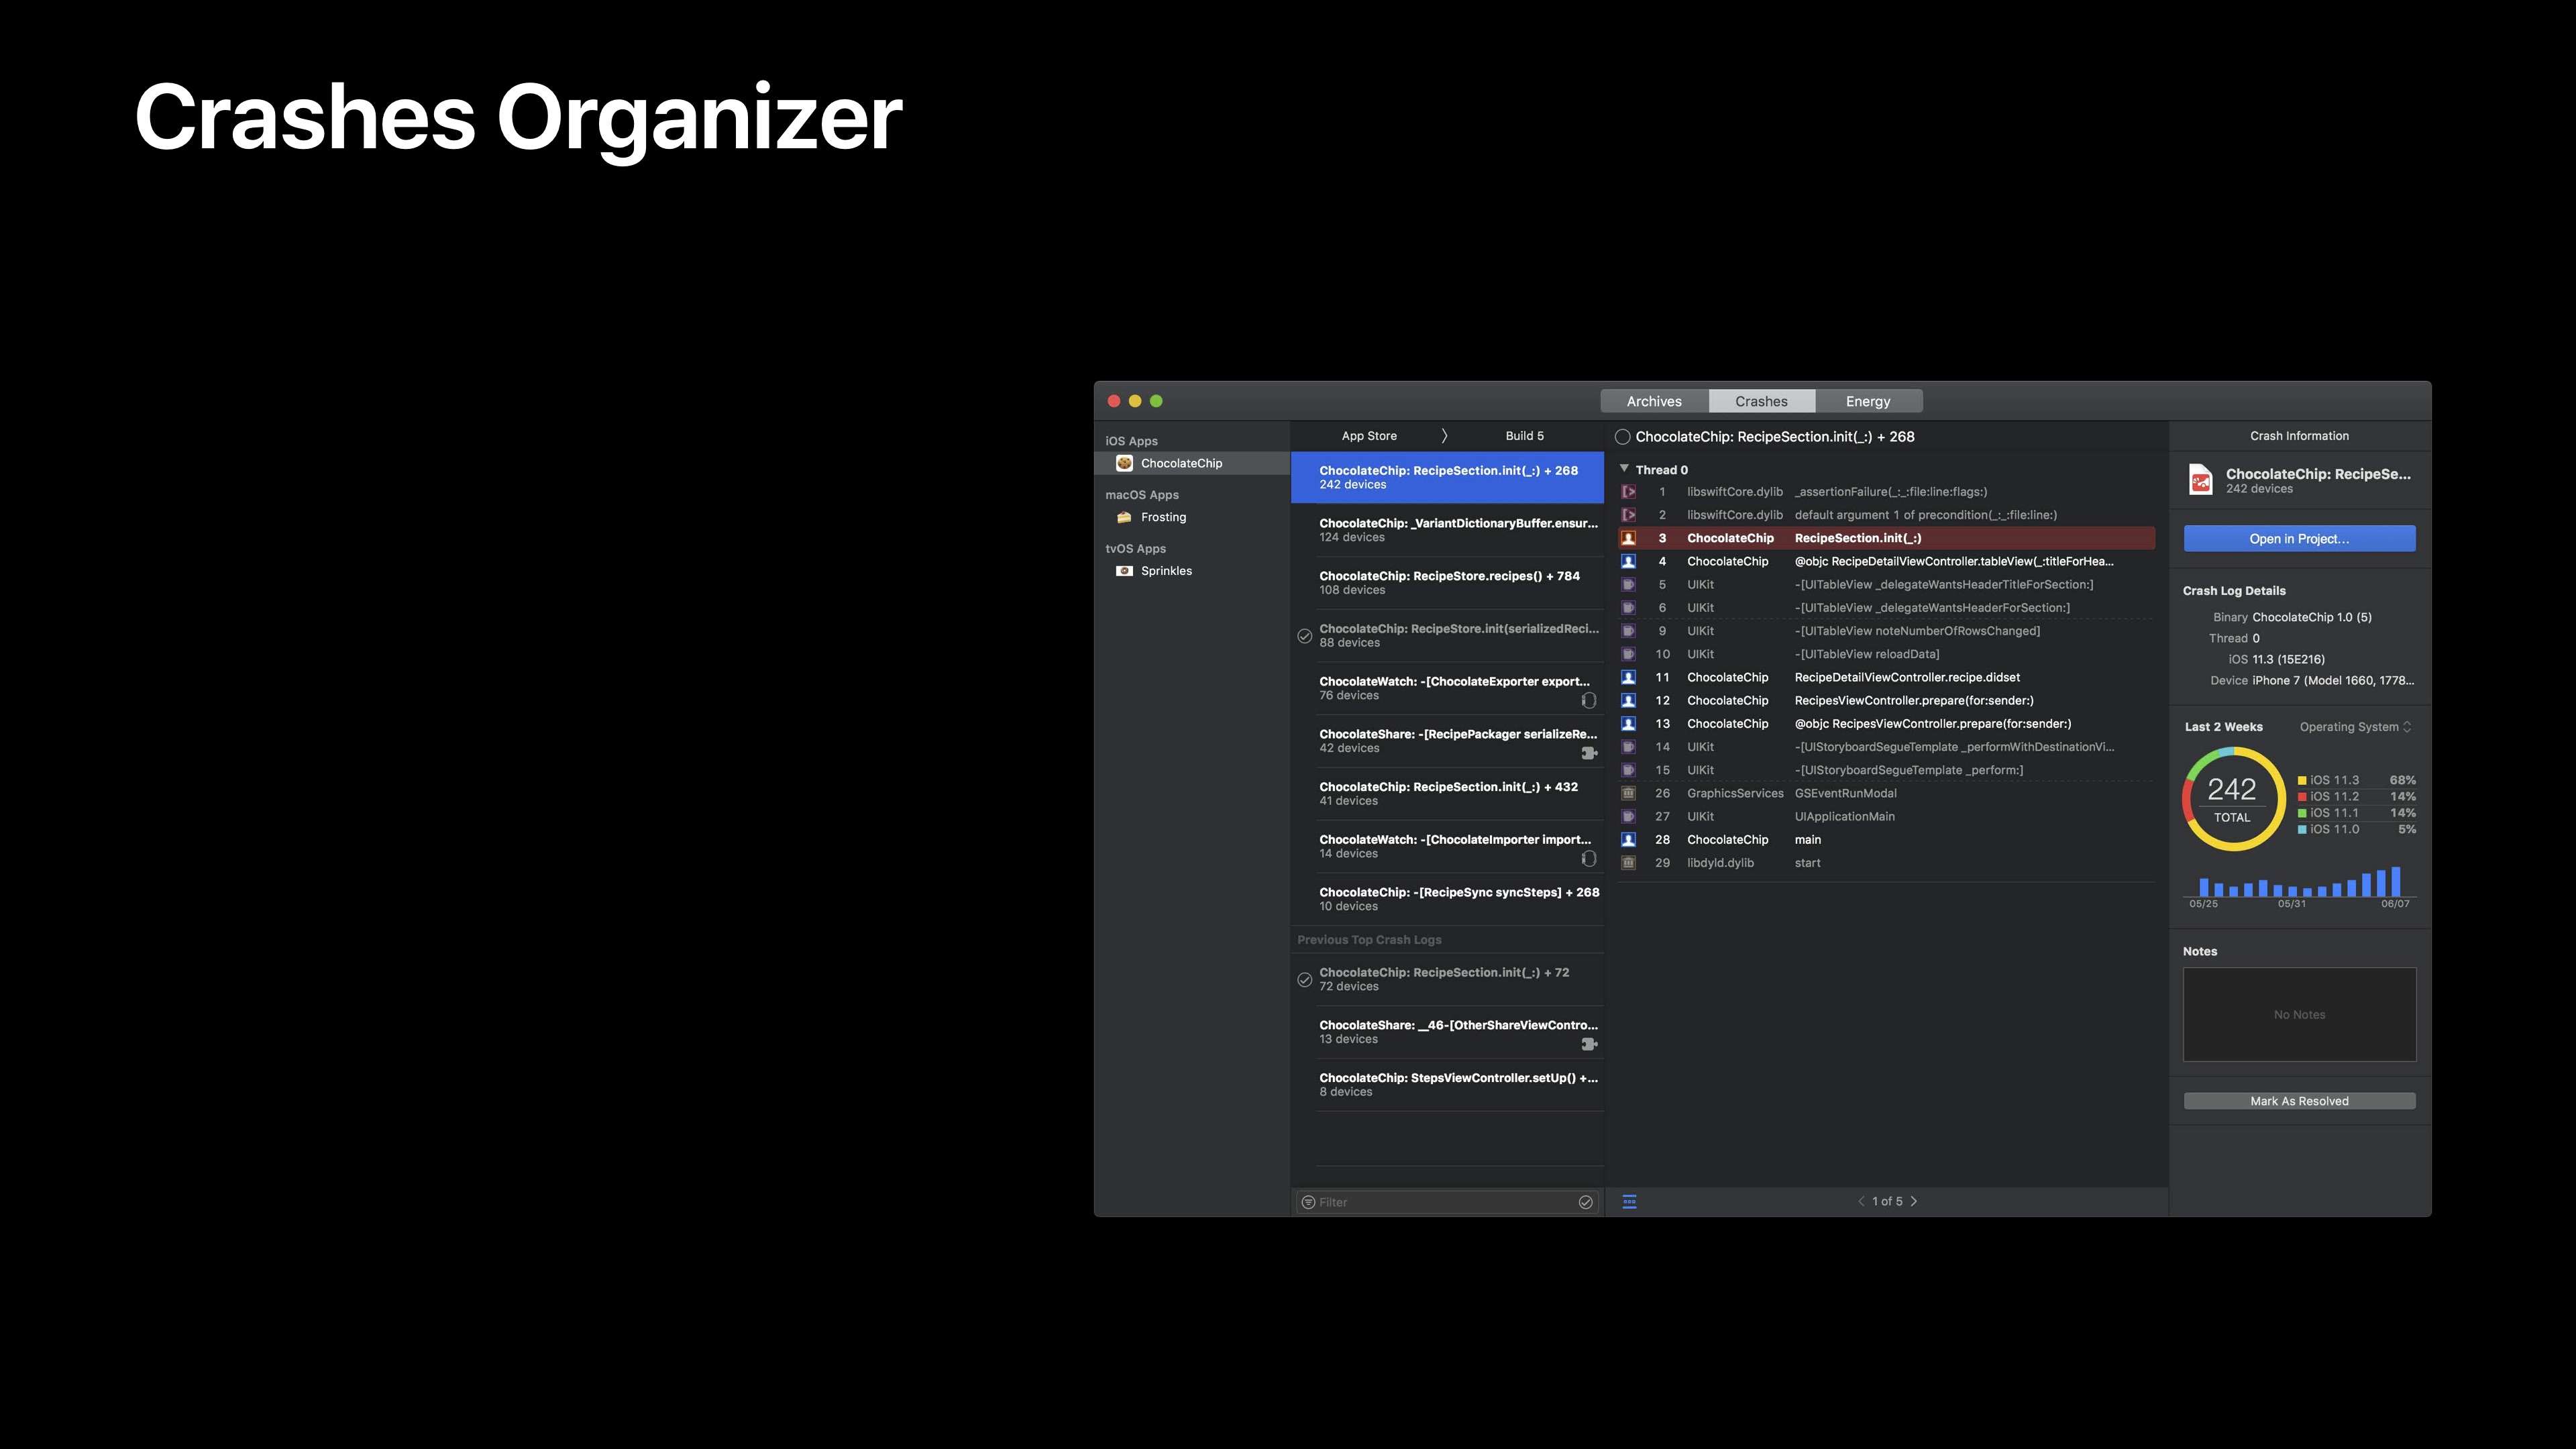 Crashes Organizer
Archives
Crashes
Energy
iOS Apps
ChocolateChip
macOS Apps
Frosting
tvOS Apps
Sprinkles
App Store
Build 5
ChocolateChip: RecipeSection.init(_:) + 268
242 devices
ChocolateChip: _VariantDictionaryBuffer.ensur...
124 devices
ChocolateChip: RecipeStore.recipes() + 784
108 devices
ChocolateChip: RecipeStore.init(serializedReci...
88 devices
ChocolateWatch: -[ChocolateExporter export...
76 devices
ChocolateShare: -[RecipePackager serializeRe...
42 devices
ChocolateChip: RecipeSection.init(_:) + 432
41 devices
ChocolateWatch: -[ChocolateImporter import...
14 devices
ChocolateChip: -[RecipeSync syncSteps] + 268
10 devices
Previous Top Crash Logs
ChocolateChip: RecipeSection.init(_:) + 72
72 devices
ChocolateShare: __46-[OtherShareViewContro...
13 devices
ChocolateChip: StepsViewController.setUp() +...
8 devices
Filter
ChocolateChip: RecipeSection.init(_:) + 268
Thread 0
1 libswiftCore.dylib _assertionFailure(_:_:file:line:flags:)
2 libswiftCore.dylib default argument 1 of precondition(_:_:file:line:)
3 ChocolateChip RecipeSection.init(_:)
4 ChocolateChip @objc RecipeDetailViewController.tableView(_:titleForHea...
5 UIKit -[UITableView _delegateWantsHeaderTitleForSection:]
6 UIKit -[UITableView _delegateWantsHeaderForSection:]
9 UIKit -[UITableView noteNumberOfRowsChanged]
10 UIKit -[UITableView reloadData]
11 ChocolateChip RecipeDetailViewController.recipe.didset
12 ChocolateChip RecipesViewController.prepare(for:sender:)
13 ChocolateChip @objc RecipesViewController.prepare(for:sender:)
14 UIKit -[UIStoryboardSegueTemplate _performWithDestinationVi...
15 UIKit -[UIStoryboardSegueTemplate _perform:]
26 GraphicsServices GSEventRunModal
27 UIKit UIApplicationMain
28 ChocolateChip main
29 libdyld.dylib start
1 of 5
Crash Information
ChocolateChip: RecipeSe...
242 devices
Open in Project...
Crash Log Details
Binary ChocolateChip 1.0 (5)
Thread 0
iOS 11.3 (15E216)
Device iPhone 7 (Model 1660, 1778...
Last 2 Weeks
Operating System
242
TOTAL
iOS 11.3 68%
iOS 11.2 14%
iOS 11.1 14%
iOS 11.0 5%
05/25
05/31
06/07
Notes
No Notes
Mark As Resolved